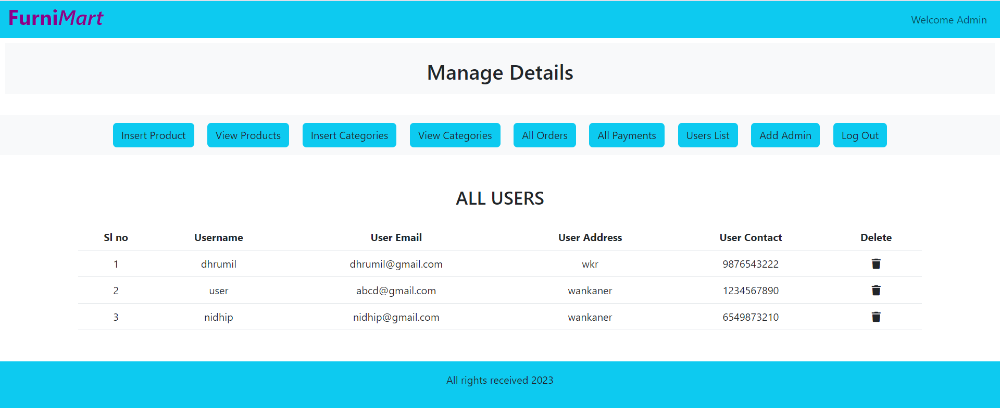 FurniMart Welcome Admin
Manage Details
Insert Product View Products Insert Categories View Categories All Orders All Payments Users List Add Admin Log Out
ALL USERS
Sl no Username User Email User Address User Contact Delete
1 dhrumil dhrumil@gmail.com wkr 9876543222
2 user abcd@gmail.com wankaner 1234567890
3 nidhip nidhip@gmail.com wankaner 6549873210
All rights received 2023